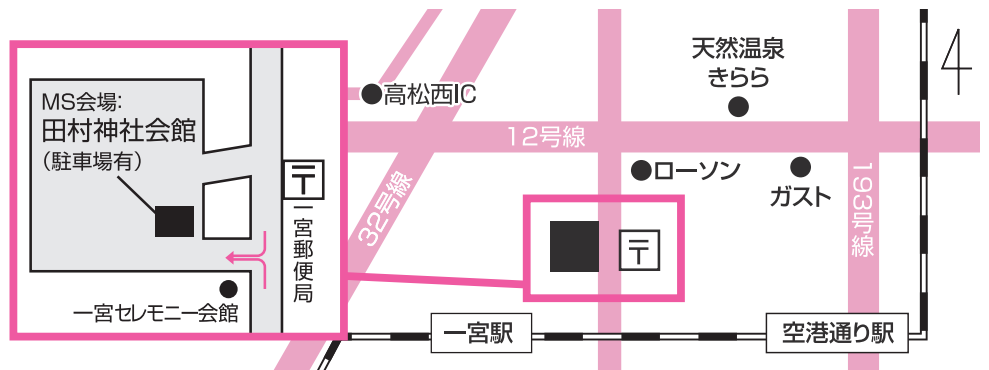 MS会場:
田村神社会館
（駐車場有）
〒
一宮郵便局
一宮セレモニー会館
高松西IC
32号線
12号線
天然温泉
きらら
ローソン
ガスト
193号線
〒
一宮駅
空港通り駅
4